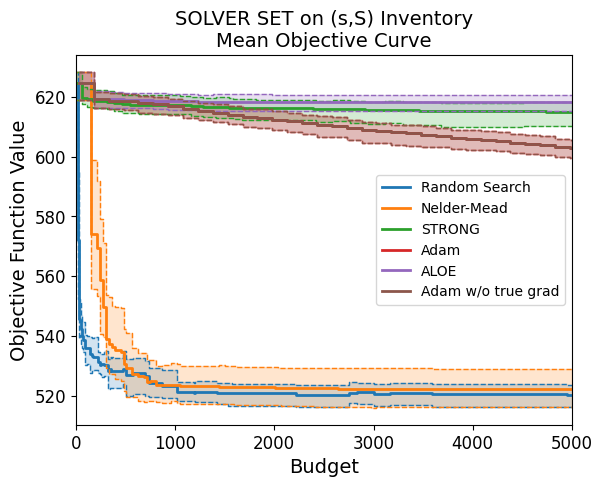 SOLVER SET on (s,S) Inventory
Mean Objective Curve
Objective Function Value
620
600
580
560
540
520
Random Search
Nelder-Mead
STRONG
Adam
ALOE
Adam w/o true grad
0 1000 2000 3000 4000 5000
Budget